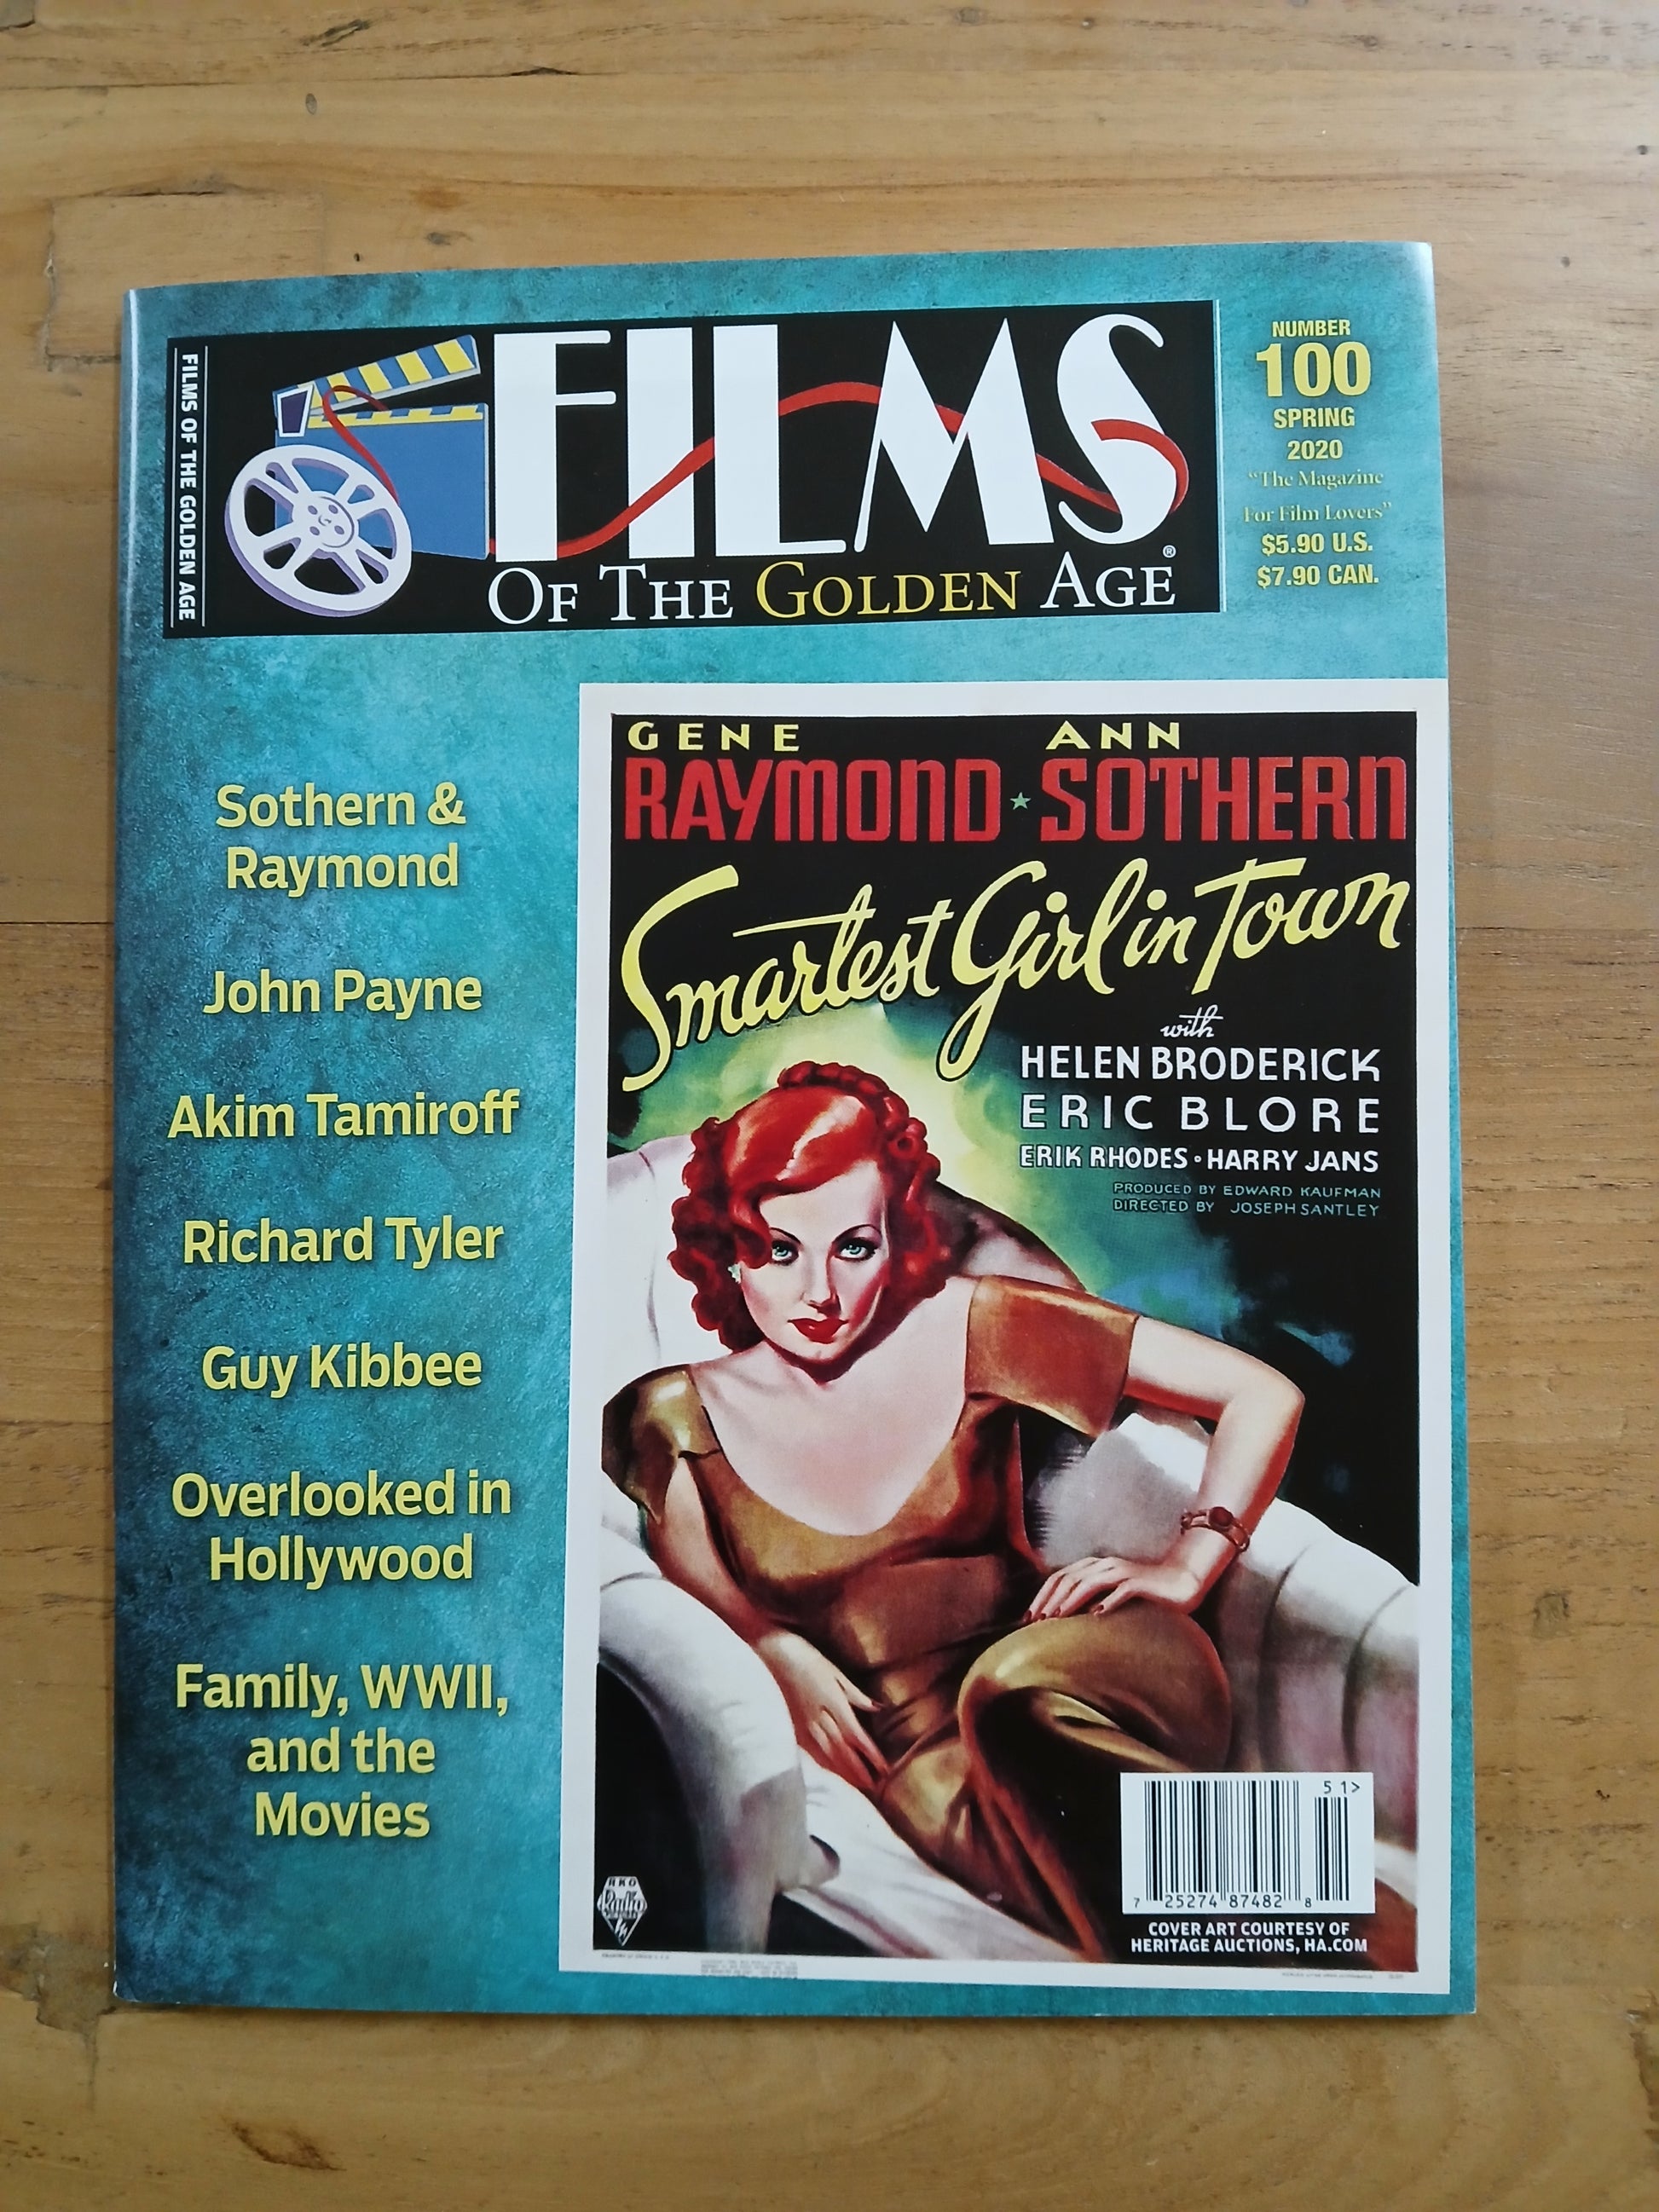 FILMS OF THE GOLDEN AGE
FILMS
OF THE GOLDEN AGE
®
NUMBER
100
SPRING
2020
"The Magazine
For Film Lovers"
$5.90 U.S.
$7.90 CAN.
Sothern &
Raymond
John Payne
Akim Tamiroff
Richard Tyler
Guy Kibbee
Overlooked in
Hollywood
Family, WWII,
and the
Movies
GENE ANN
RAYMOND SOTHERN
Smartest Girl in Town
with
HELEN BRODERICK
ERIC BLORE
ERIK RHODES • HARRY JANS
PRODUCED BY EDWARD KAUFMAN
DIRECTED BY JOSEPH SANTLEY
RKO
Radio
5 1>
7 25274 87482 8
COVER ART COURTESY OF
HERITAGE AUCTIONS, HA.COM